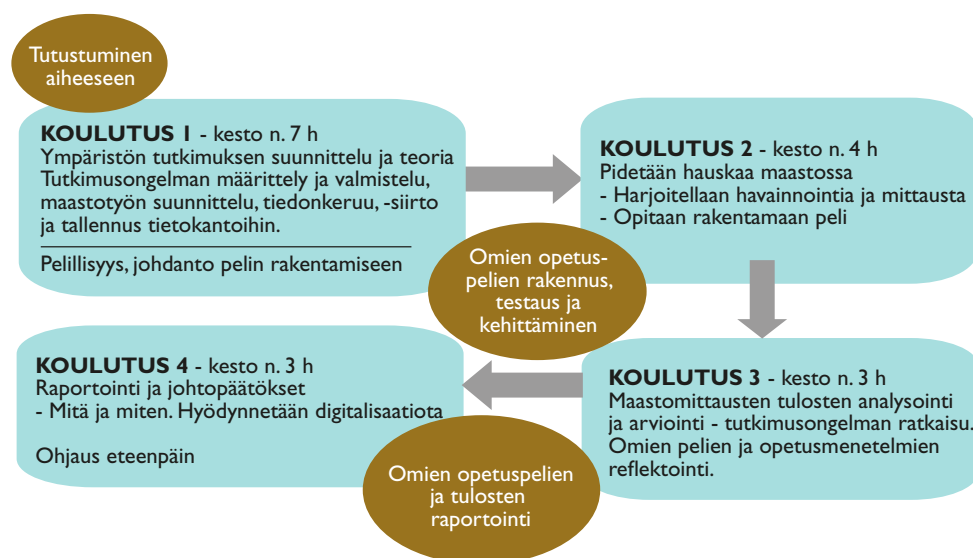 Tutustuminen
aiheeseen
KOULUTUS 1 - kesto n. 7 h
Ympäristön tutkimuksen suunnittelu ja teoria
Tutkimusongelman määrittely ja valmistelu,
maastotyön suunnittelu, tiedonkeruu, -siirto
ja tallennus tietokantoihin.
Pelillisyys, johdanto pelin rakentamiseen
KOULUTUS 2 - kesto n. 4 h
Pidetään hauskaa maastossa
- Harjoitellaan havainnointia ja mittausta
- Opitaan rakentamaan peli
Omien opetus-
pelien rakennus,
testaus ja
kehittäminen
KOULUTUS 3 - kesto n. 3 h
Maastomittausten tulosten analysointi
ja arviointi - tutkimusongelman ratkaisu.
Omien pelien ja opetusmenetelmien
reflektointi.
Omien opetuspelien
ja tulosten
raportointi
KOULUTUS 4 - kesto n. 3 h
Raportointi ja johtopäätökset
- Mitä ja miten. Hyödynnetään digitalisaatiota
Ohjaus eteenpäin